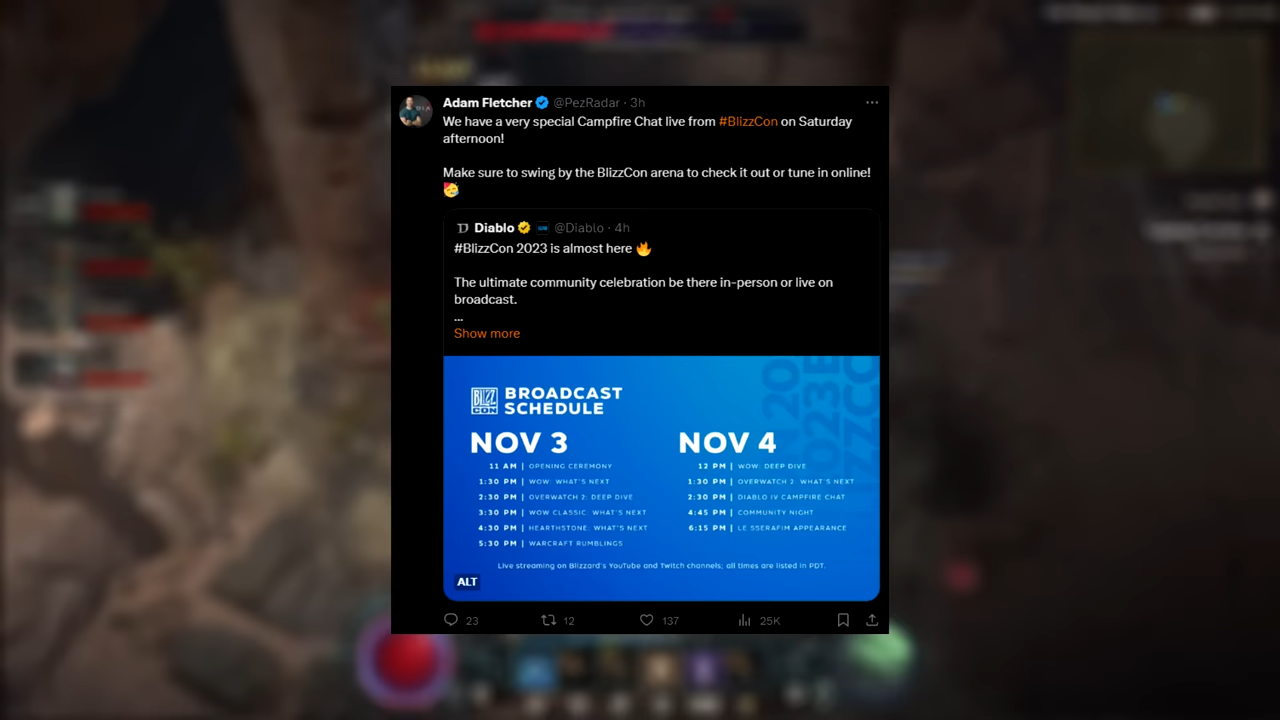 Adam Fletcher @PezRadar · 3h
We have a very special Campfire Chat live from #BlizzCon on Saturday
afternoon!
Make sure to swing by the BlizzCon arena to check it out or tune in online!
Diablo @Diablo · 4h
#BlizzCon 2023 is almost here
The ultimate community celebration be there in-person or live on
broadcast.
...
Show more
BLIZZ
CON
BROADCAST
SCHEDULE
NOV 3
11 AM | OPENING CEREMONY
1:30 PM | WOW: WHAT'S NEXT
2:30 PM | OVERWATCH 2: DEEP DIVE
3:30 PM | WOW CLASSIC: WHAT'S NEXT
4:30 PM | HEARTHSTONE: WHAT'S NEXT
5:30 PM | WARCRAFT RUMBLINGS
NOV 4
12 PM | WOW: DEEP DIVE
1:30 PM | OVERWATCH 2: WHAT'S NEXT
2:30 PM | DIABLO IV CAMPFIRE CHAT
4:45 PM | COMMUNITY NIGHT
6:15 PM | LE SSERAFIM APPEARANCE
Live streaming on Blizzard's YouTube and Twitch channels; all times are listed in PDT.
ALT
23 12 137 25K